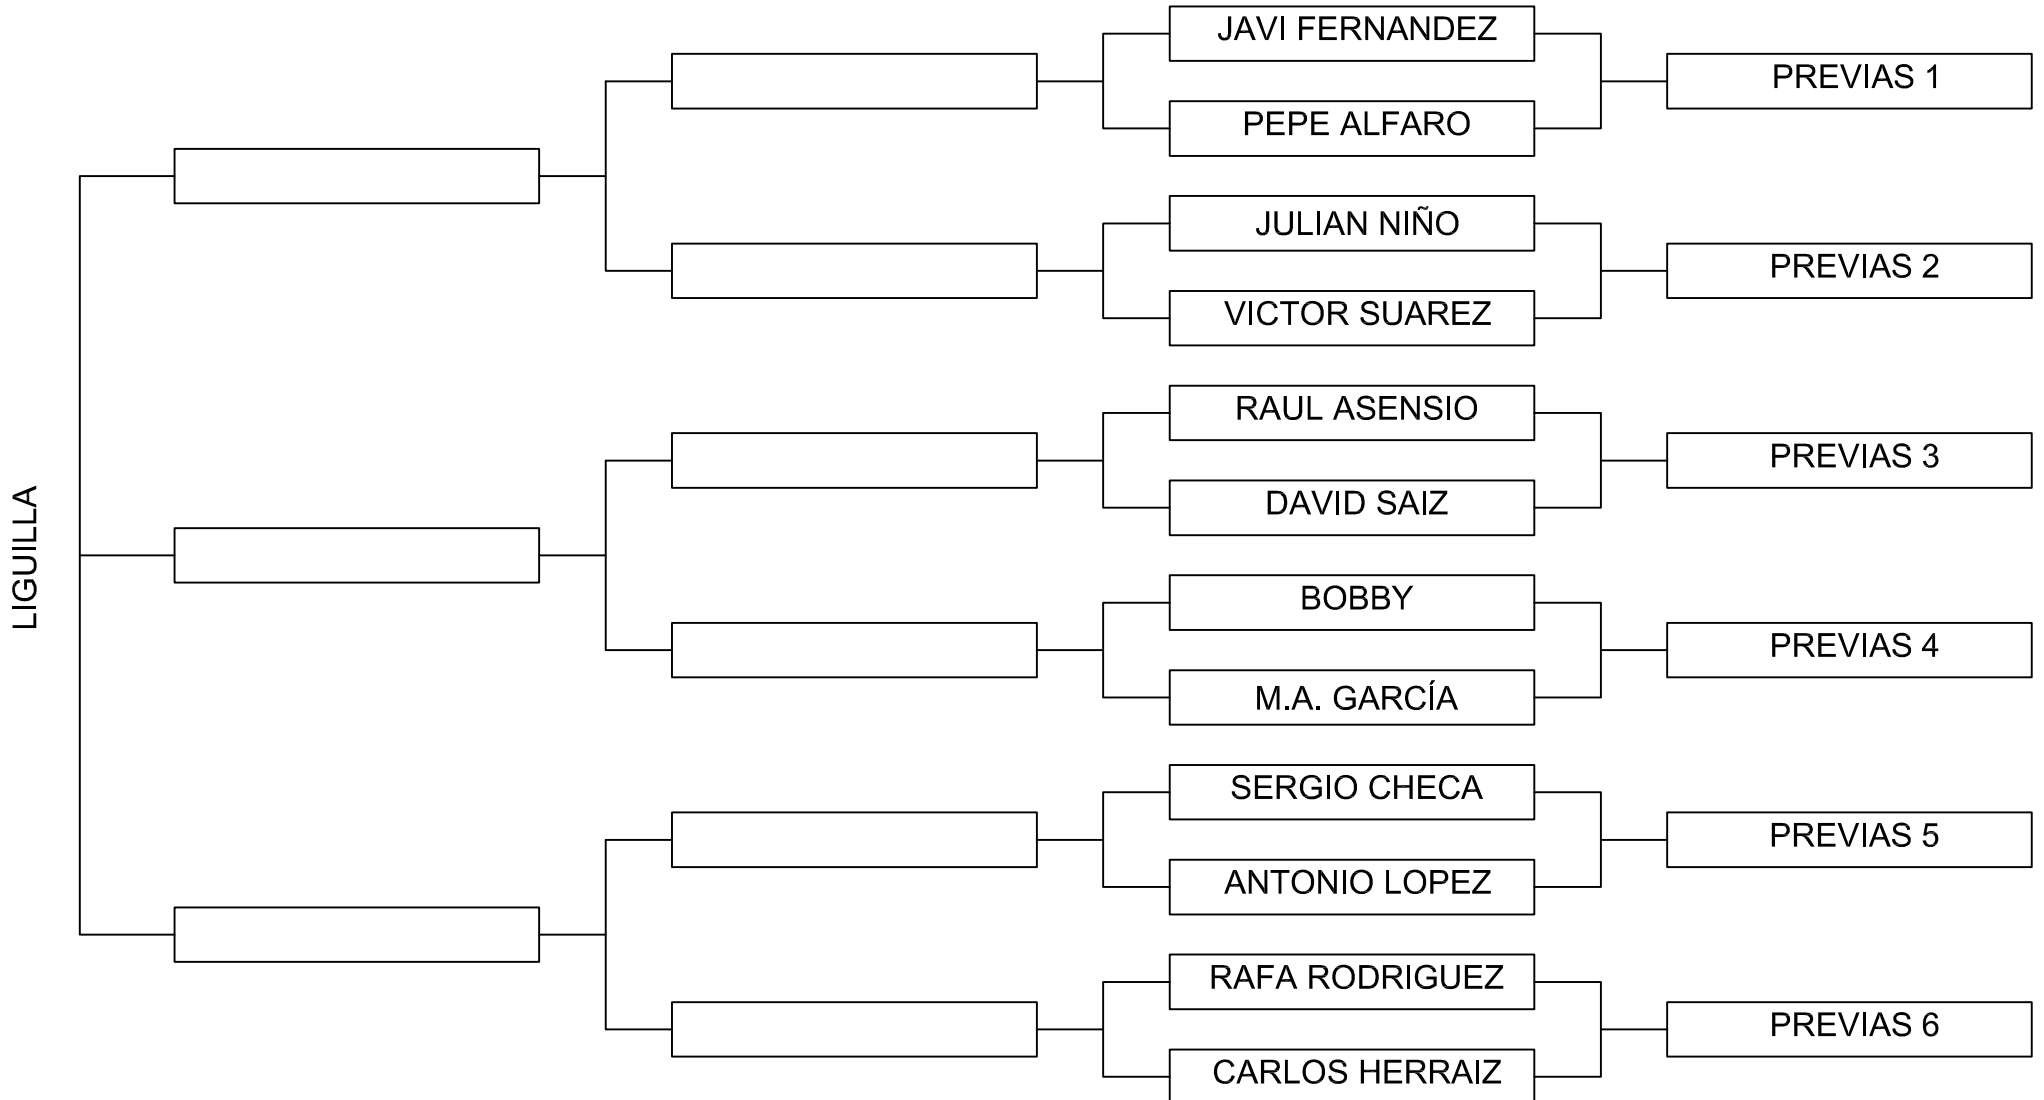 JAVI FERNANDEZ
PREVIAS 1
PEPE ALFARO
JULIAN NIÑO
PREVIAS 2
VICTOR SUAREZ
RAUL ASENSIO
PREVIAS 3
DAVID SAIZ
LIGUILLA
BOBBY
PREVIAS 4
M.A. GARCÍA
SERGIO CHECA
PREVIAS 5
ANTONIO LOPEZ
RAFA RODRIGUEZ
PREVIAS 6
CARLOS HERRAIZ